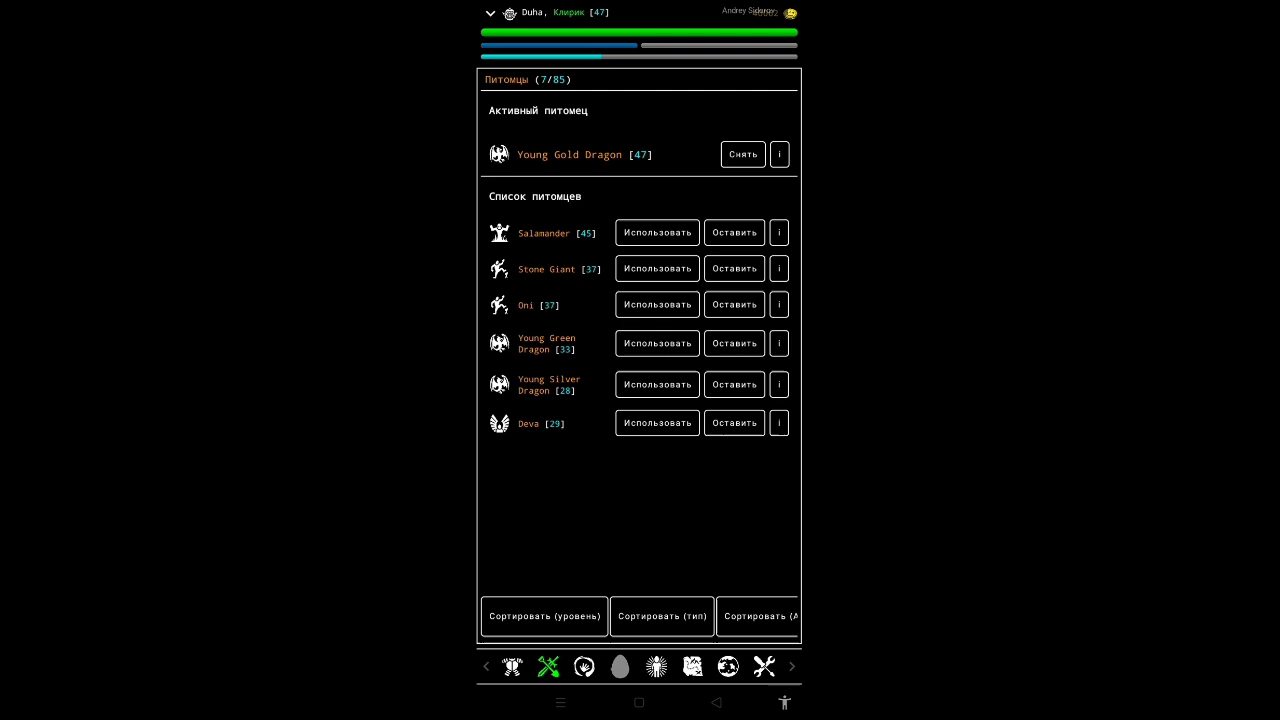 Duha, Клирик [47]
Andrey Sidorov
Питомцы (7/85)
Активный питомец
Young Gold Dragon [47] Снять i
Список питомцев
Salamander [45] Использовать Оставить i
Stone Giant [37] Использовать Оставить i
Oni [37] Использовать Оставить i
Young Green
Dragon [33] Использовать Оставить i
Young Silver
Dragon [28] Использовать Оставить i
Deva [29] Использовать Оставить i
Сортировать (уровень) Сортировать (тип) Сортировать (А